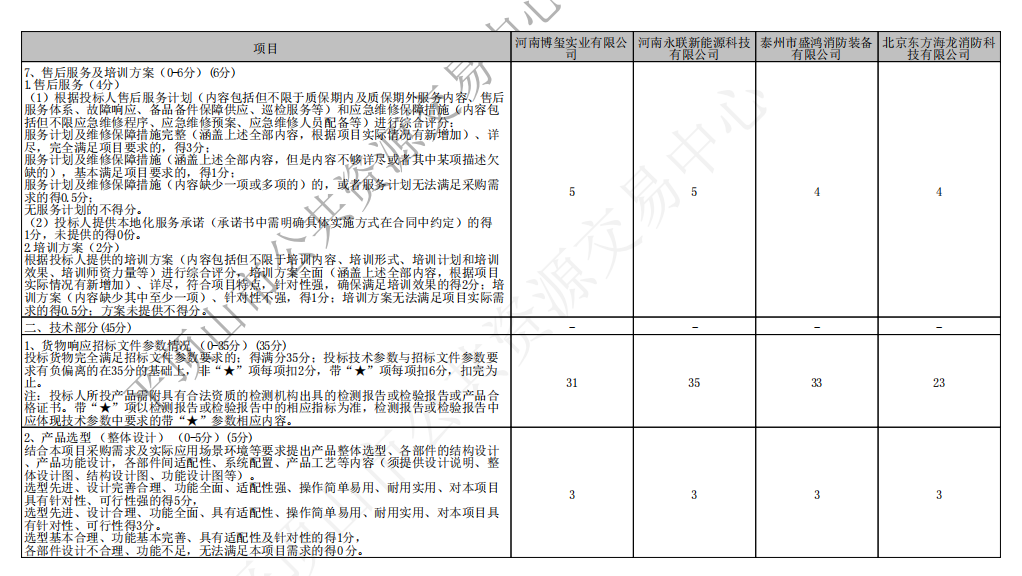 项目
河南博玺实业有限公
司
河南永联新能源科技
有限公司
泰州市盛鸿消防装备
有限公司
北京东方海龙消防科
技有限公司
7、售后服务及培训方案（0-6分）(6分)
1.售后服务（4分）
（1）根据投标人售后服务计划（内容包括但不限于质保期内及质保期外服务内容、售后
服务体系、故障响应、备品备件保障供应、巡检服务等）和应急维修保障措施（内容包
括但不限应急维修程序、应急维修预案、应急维修人员配备等）进行综合评分；
服务计划及维修保障措施完整（涵盖上述全部内容，根据项目实际情况有新增加）、详
尽，完全满足项目要求的，得3分；
服务计划及维修保障措施（涵盖上述全部内容，但是内容不够详尽或者其中某项描述欠
缺的），基本满足项目要求的，得1分；
服务计划及维修保障措施（内容缺少一项或多项的）的，或者服务计划无法满足采购需
求的得0.5分；
无服务计划的不得分。
（2）投标人提供本地化服务承诺（承诺书中需明确具体实施方式在合同中约定）的得
1分，未提供的得0份。
2.培训方案（2分）
根据投标人提供的培训方案（内容包括但不限于培训内容、培训形式、培训计划和培训
效果、培训师资力量等）进行综合评分，培训方案全面（涵盖上述全部内容，根据项目
实际情况有新增加）、详尽，符合项目特点，针对性强，确保满足培训效果的得2分；培
训方案（内容缺少其中至少一项）、针对性不强，得1分；培训方案无法满足项目实际需
求的得0.5分；方案未提供不得分。
5
5
4
4
二、技术部分(45分)
-
-
-
-
1、货物响应招标文件参数情况（0-35分）(35分)
投标货物完全满足招标文件参数要求的；得满分35分；投标技术参数与招标文件参数要
求有负偏离的在35分的基础上，非“★”项每项扣2分，带“★”项每项扣6分，扣完为
止。
注：投标人所投产品需附具有合法资质的检测机构出具的检测报告或检验报告或产品合
格证书。带“★”项以检测报告或检验报告中的相应指标为准，检测报告或检验报告中
应体现技术参数中要求的带“★”参数相应内容。
31
35
33
23
2、产品选型（整体设计）（0-5分）(5分)
结合本项目采购需求及实际应用场景环境等要求提出产品整体选型、各部件的结构设计
、产品功能设计，各部件间适配性、系统配置、产品工艺等内容（须提供设计说明、整
体设计图、结构设计图、功能设计图等）。
选型先进、设计完善合理、功能全面、适配性强、操作简单易用、耐用实用、对本项目
具有针对性、可行性强的得5分，
选型先进、设计合理、功能全面、具有适配性、操作简单易用、耐用实用、对本项目具
有针对性、可行性得3分。
选型基本合理、功能基本完善、具有适配性及针对性的得1分，
各部件设计不合理、功能不足，无法满足本项目需求的得0分。
3
3
3
3
平顶山市公共资源交易中心
平顶山市公共资源交易中心